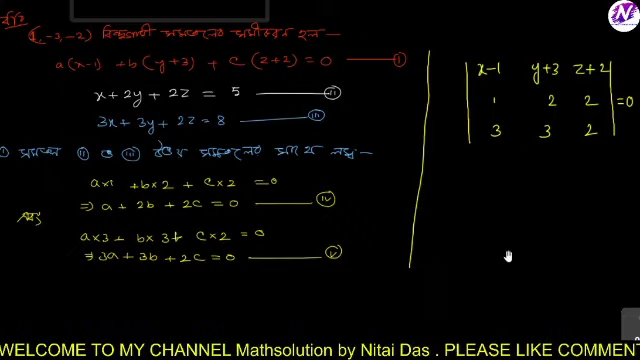 (1, -3, -2) বিন্দুগামী সমতলের সমীকরণ হল -
a(x-1) + b(y+3) + c(z+2) = 0 —— (i)
x + 2y + 2z = 5 —— (ii)
3x + 3y + 2z = 8 —— (iii)
(i) সমতল (ii) ও (iii) উভয় সমতলের সাথে লম্ব -
a×1 + b×2 + c×2 = 0
⇒ a + 2b + 2c = 0 —— (iv)
এবং
a×3 + b×3 + c×2 = 0
⇒ 3a + 3b + 2c = 0 —— (v)
x-1 y+3 z+2
1 2 2 = 0
3 3 2
N
WELCOME TO MY CHANNEL Mathsolution by Nitai Das . PLEASE LIKE COMMENT